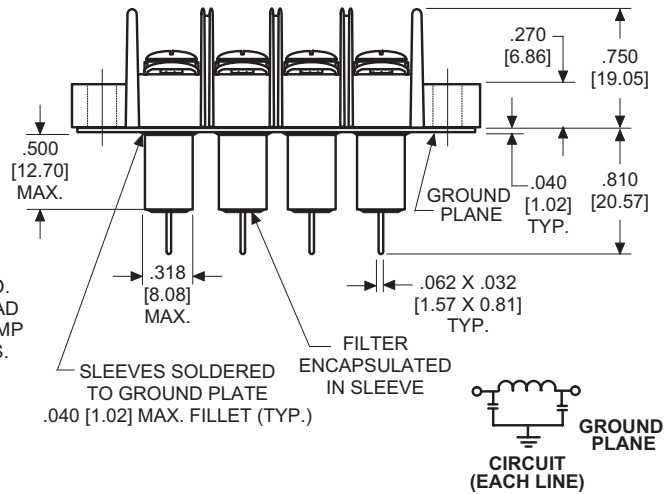 .270
[6.86]
.750
[19.05]
.500
[12.70]
MAX.
GROUND
PLANE
.040
[1.02]
TYP.
.810
[20.57]
.318
[8.08]
MAX.
.062 X .032
[1.57 X 0.81]
TYP.
SLEEVES SOLDERED
TO GROUND PLATE
.040 [1.02] MAX. FILLET (TYP.)
FILTER
ENCAPSULATED
IN SLEEVE
GROUND
PLANE
CIRCUIT
(EACH LINE)